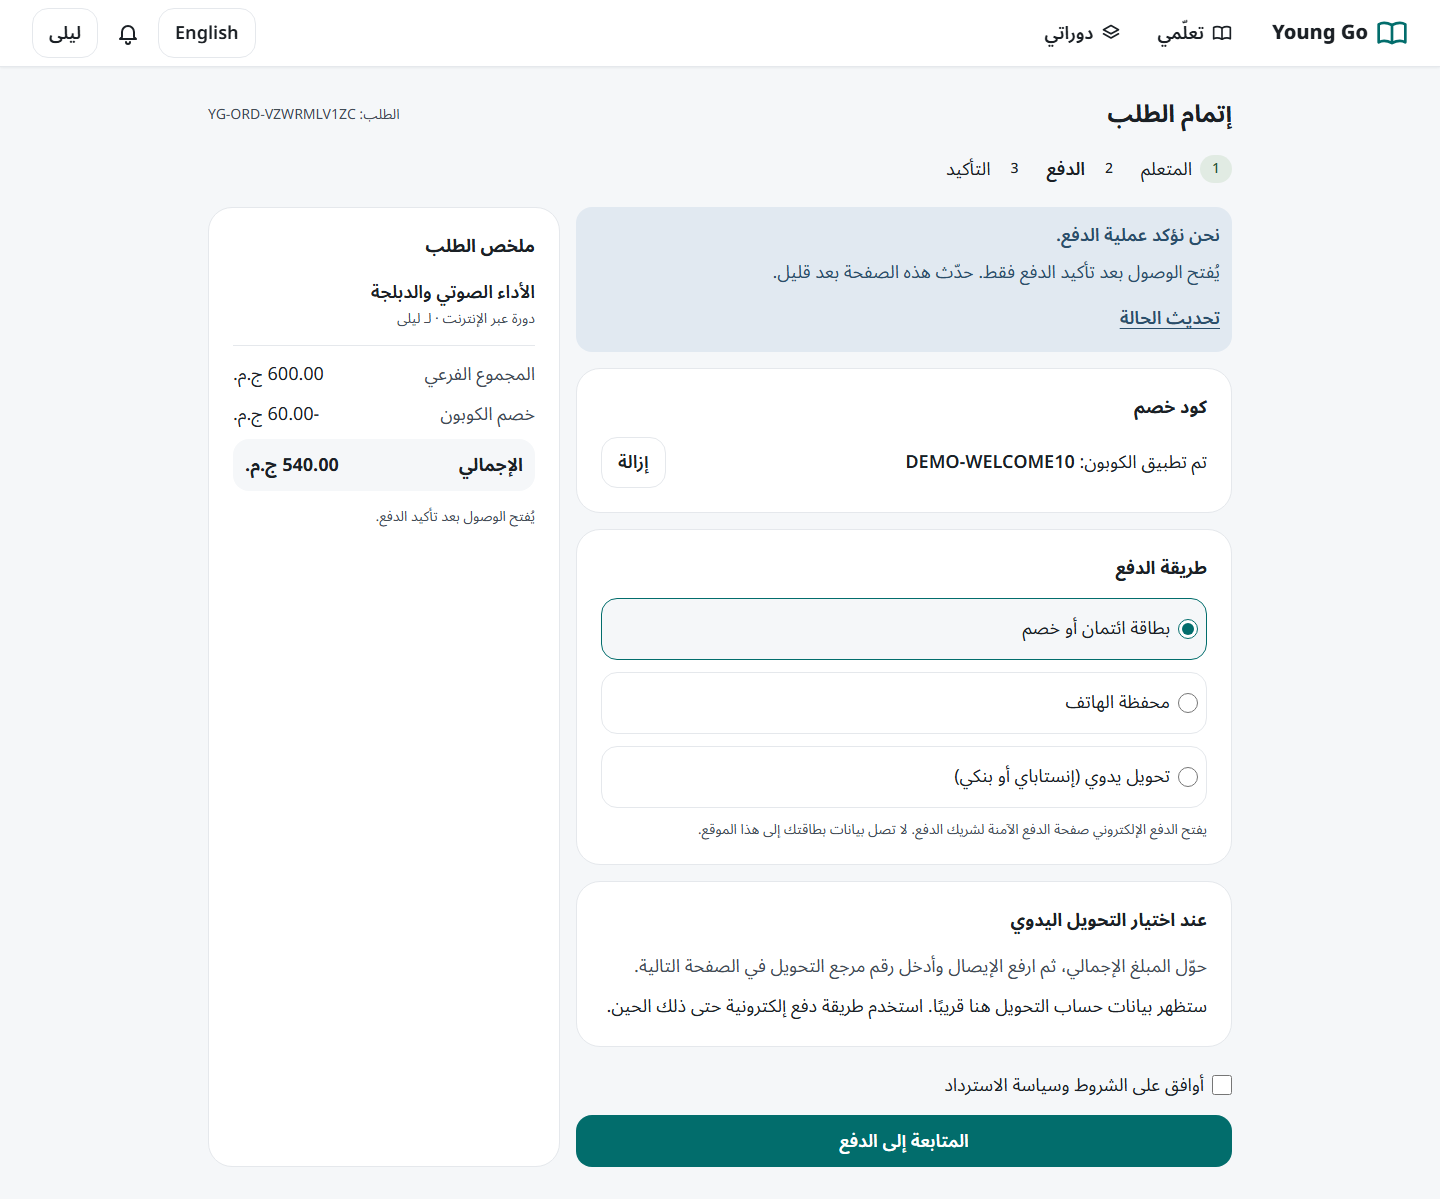 Young Go
تعلّمي
دوراتي
English
ليلى
إتمام الطلب
الطلب: YG-ORD-VZWRMLV1ZC
1 المتعلم 2 الدفع 3 التأكيد
نحن نؤكد عملية الدفع.
يُفتح الوصول بعد تأكيد الدفع فقط. حدّث هذه الصفحة بعد قليل.
تحديث الحالة
كود خصم
تم تطبيق الكوبون: DEMO-WELCOME10
إزالة
طريقة الدفع
بطاقة ائتمان أو خصم
محفظة الهاتف
تحويل يدوي (إنستاباي أو بنكي)
يفتح الدفع الإلكتروني صفحة الدفع الآمنة لشريك الدفع. لا تصل بيانات بطاقتك إلى هذا الموقع.
عند اختيار التحويل اليدوي
حوّل المبلغ الإجمالي، ثم ارفع الإيصال وأدخل رقم مرجع التحويل في الصفحة التالية.
ستظهر بيانات حساب التحويل هنا قريبًا. استخدم طريقة دفع إلكترونية حتى ذلك الحين.
أوافق على الشروط وسياسة الاسترداد
المتابعة إلى الدفع
ملخص الطلب
الأداء الصوتي والدبلجة
دورة عبر الإنترنت · لـ ليلى
المجموع الفرعي 600.00 ج.م.
خصم الكوبون -60.00 ج.م.
الإجمالي 540.00 ج.م.
يُفتح الوصول بعد تأكيد الدفع.